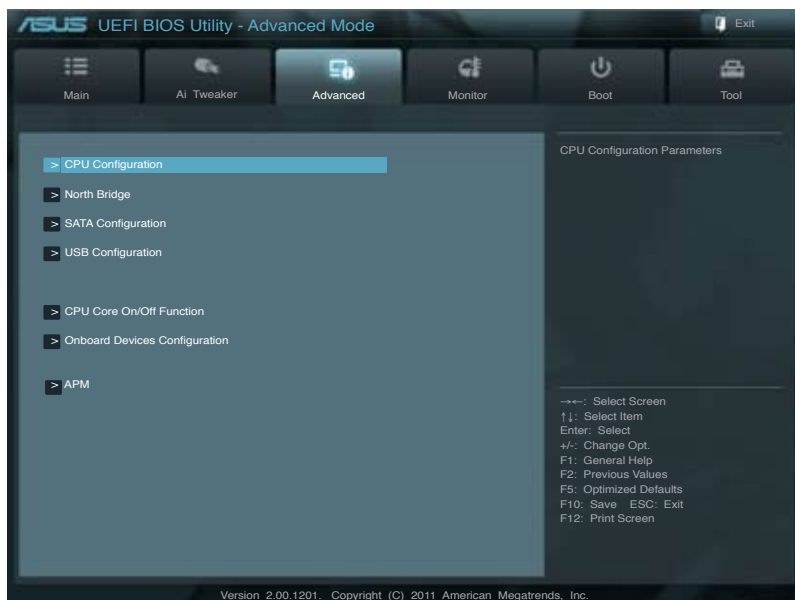 ASUS UEFI BIOS Utility - Advanced Mode
Exit
Main
Ai Tweaker
Advanced
Monitor
Boot
Tool
> CPU Configuration
> North Bridge
> SATA Configuration
> USB Configuration
> CPU Core On/Off Function
> Onboard Devices Configuration
> APM
CPU Configuration Parameters
→←: Select Screen
↑↓: Select Item
Enter: Select
+/-: Change Opt.
F1: General Help
F2: Previous Values
F5: Optimized Defaults
F10: Save ESC: Exit
F12: Print Screen
Version 2.00.1201. Copyright (C) 2011 American Megatrends, Inc.